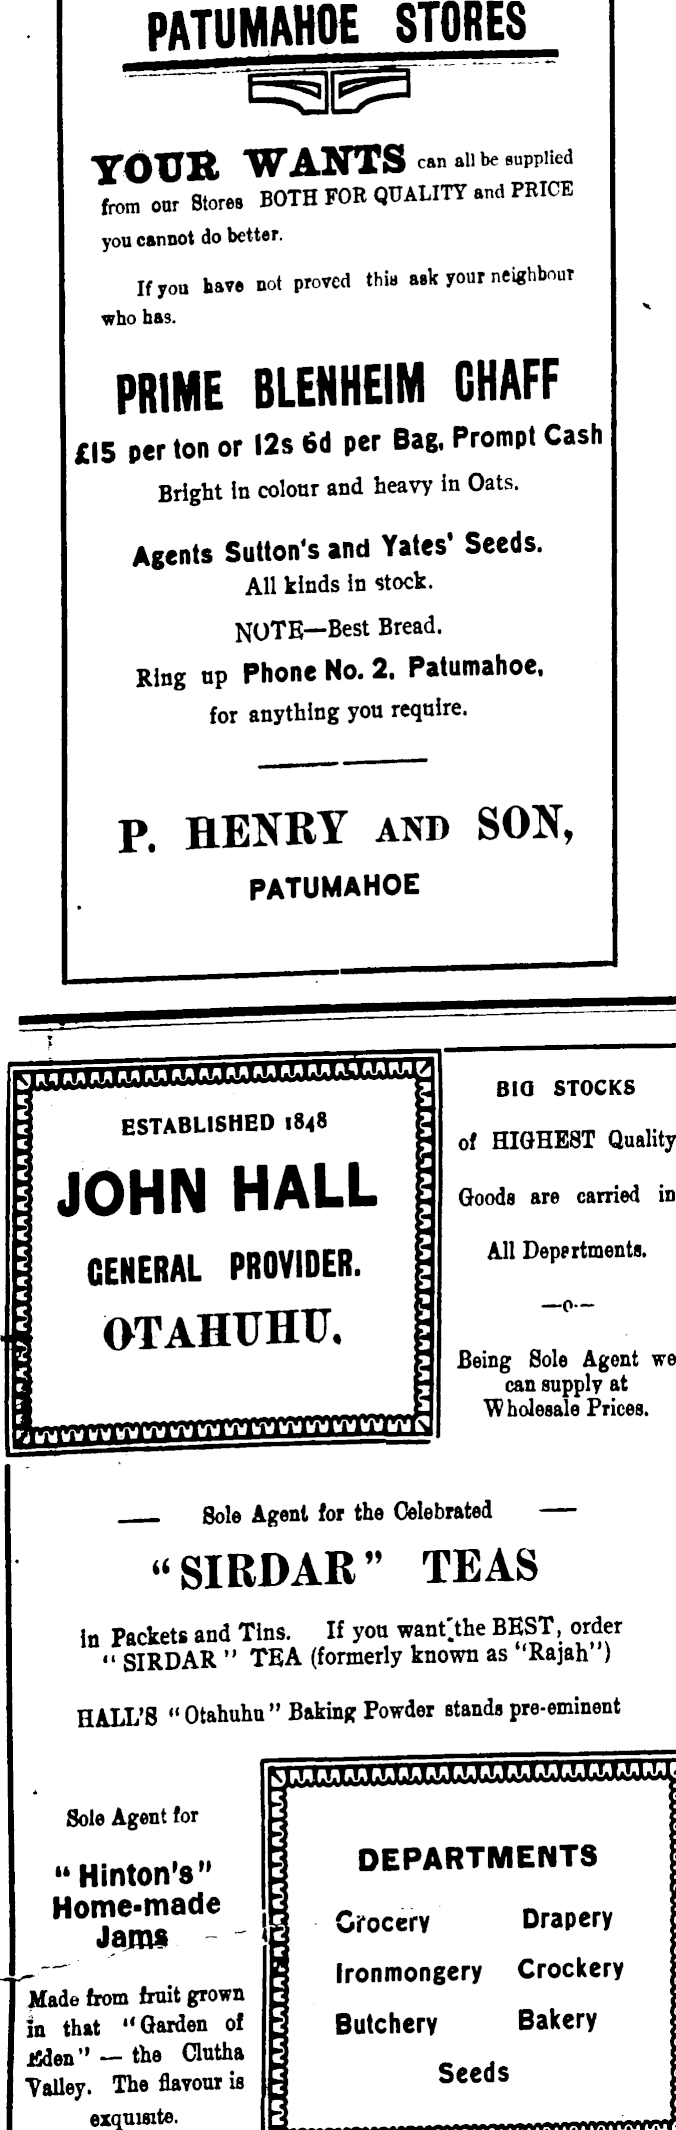 PATUMAHOE STORES
YOUR WANTS can all be supplied
from our Stores BOTH FOR QUALITY and PRICE
you cannot do better.
If you have not proved this ask your neighbour
who has.
PRIME BLENHEIM CHAFF
£15 per ton or 12s 6d per Bag, Prompt Cash
Bright in colour and heavy in Oats.
Agents Sutton's and Yates' Seeds.
All kinds in stock.
NOTE—Best Bread.
Ring up Phone No. 2, Patumahoe,
for anything you require.
P. HENRY AND SON,
PATUMAHOE
ESTABLISHED 1848
JOHN HALL
GENERAL PROVIDER.
OTAHUHU.
BIG STOCKS
of HIGHEST Quality
Goods are carried in
All Departments.
—o—
Being Sole Agent we
can supply at
Wholesale Prices.
— Sole Agent for the Celebrated —
"SIRDAR" TEAS
in Packets and Tins. If you want the BEST, order
"SIRDAR" TEA (formerly known as "Rajah")
HALL'S "Otahuhu" Baking Powder stands pre-eminent
Sole Agent for
"Hinton's"
Home-made
Jams
Made from fruit grown
in that "Garden of
Eden" — the Clutha
Valley. The flavour is
exquisite.
DEPARTMENTS
Grocery Drapery
Ironmongery Crockery
Butchery Bakery
Seeds